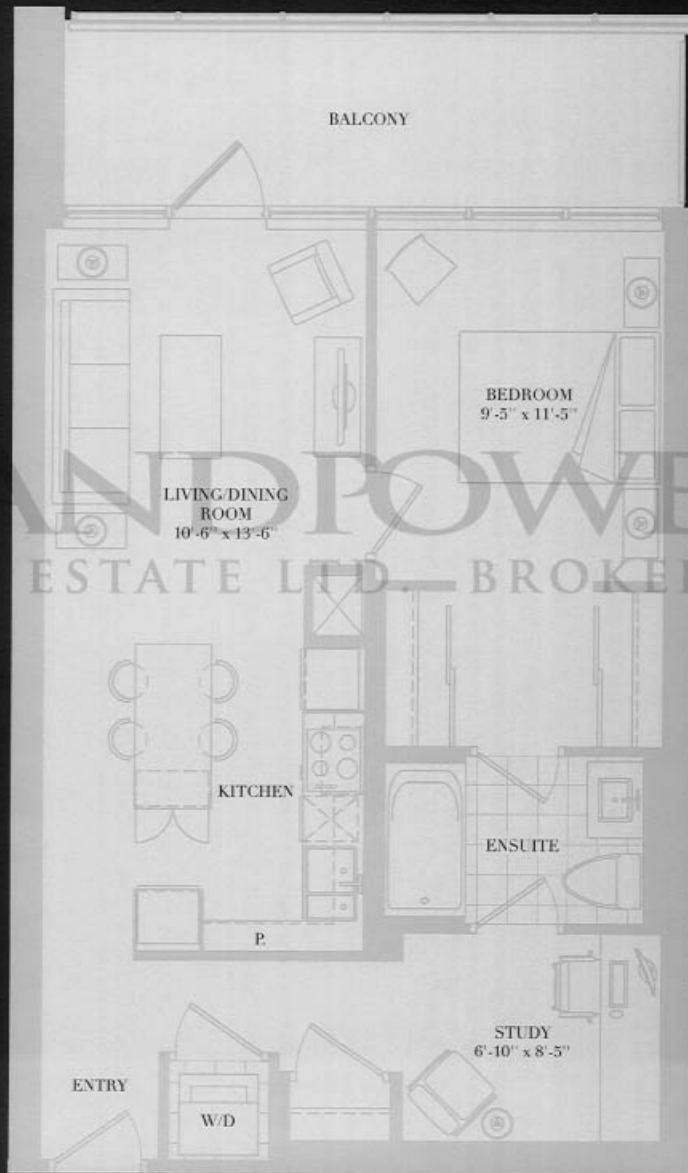 BALCONY
BEDROOM
9'-5" x 11'-5"
LIVING/DINING
ROOM
10'-6" x 13'-6"
ANDPOWE
ESTATE LTD BROKE
KITCHEN
ENSUITE
P.
STUDY
6'-10" x 8'-5"
ENTRY
W/D